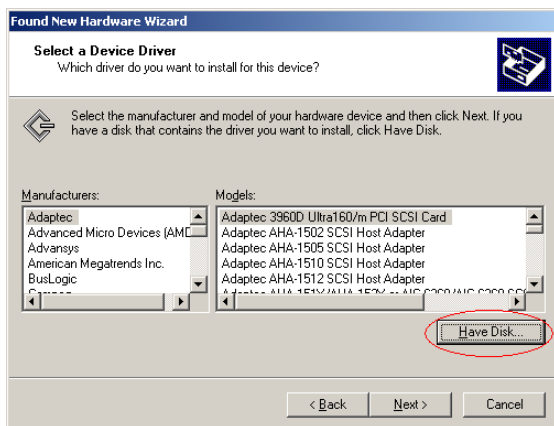 Found New Hardware Wizard
Select a Device Driver
Which driver do you want to install for this device?
Select the manufacturer and model of your hardware device and then click Next. If you
have a disk that contains the driver you want to install, click Have Disk.
Manufacturers:
Adaptec
Advanced Micro Devices (AMD
Advansys
American Megatrends Inc.
BusLogic
Models:
Adaptec 3960D Ultra160/m PCI SCSI Card
Adaptec AHA-1502 SCSI Host Adapter
Adaptec AHA-1505 SCSI Host Adapter
Adaptec AHA-1510 SCSI Host Adapter
Adaptec AHA-1512 SCSI Host Adapter
Have Disk...
< Back
Next >
Cancel